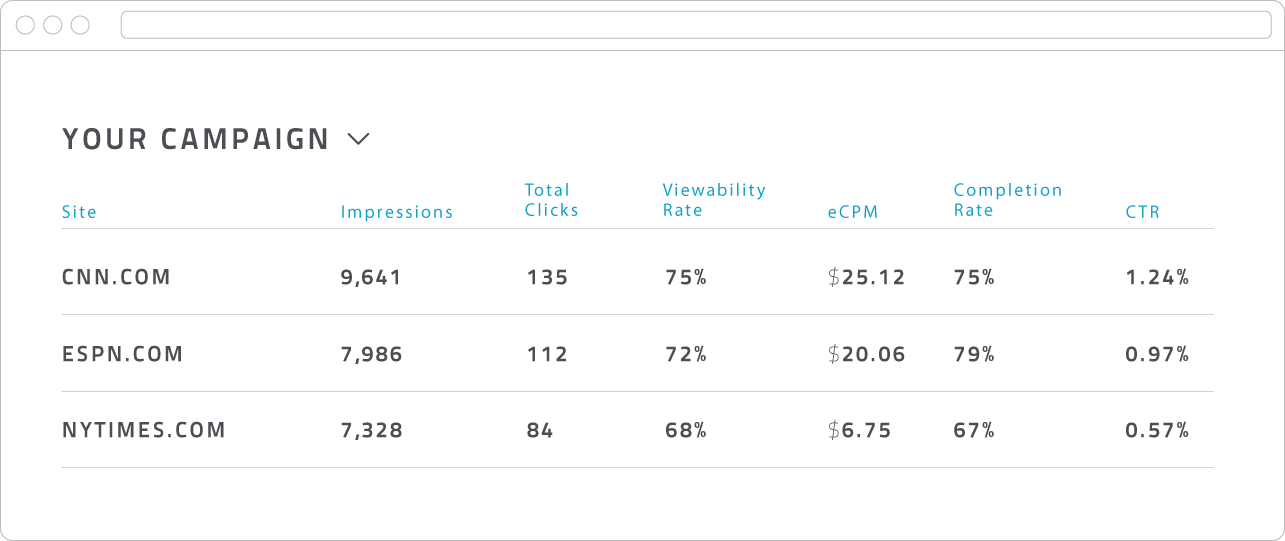 YOUR CAMPAIGN
Site Impressions Total Clicks Viewability Rate eCPM Completion Rate CTR
CNN.COM 9,641 135 75% $25.12 75% 1.24%
ESPN.COM 7,986 112 72% $20.06 79% 0.97%
NYTIMES.COM 7,328 84 68% $6.75 67% 0.57%